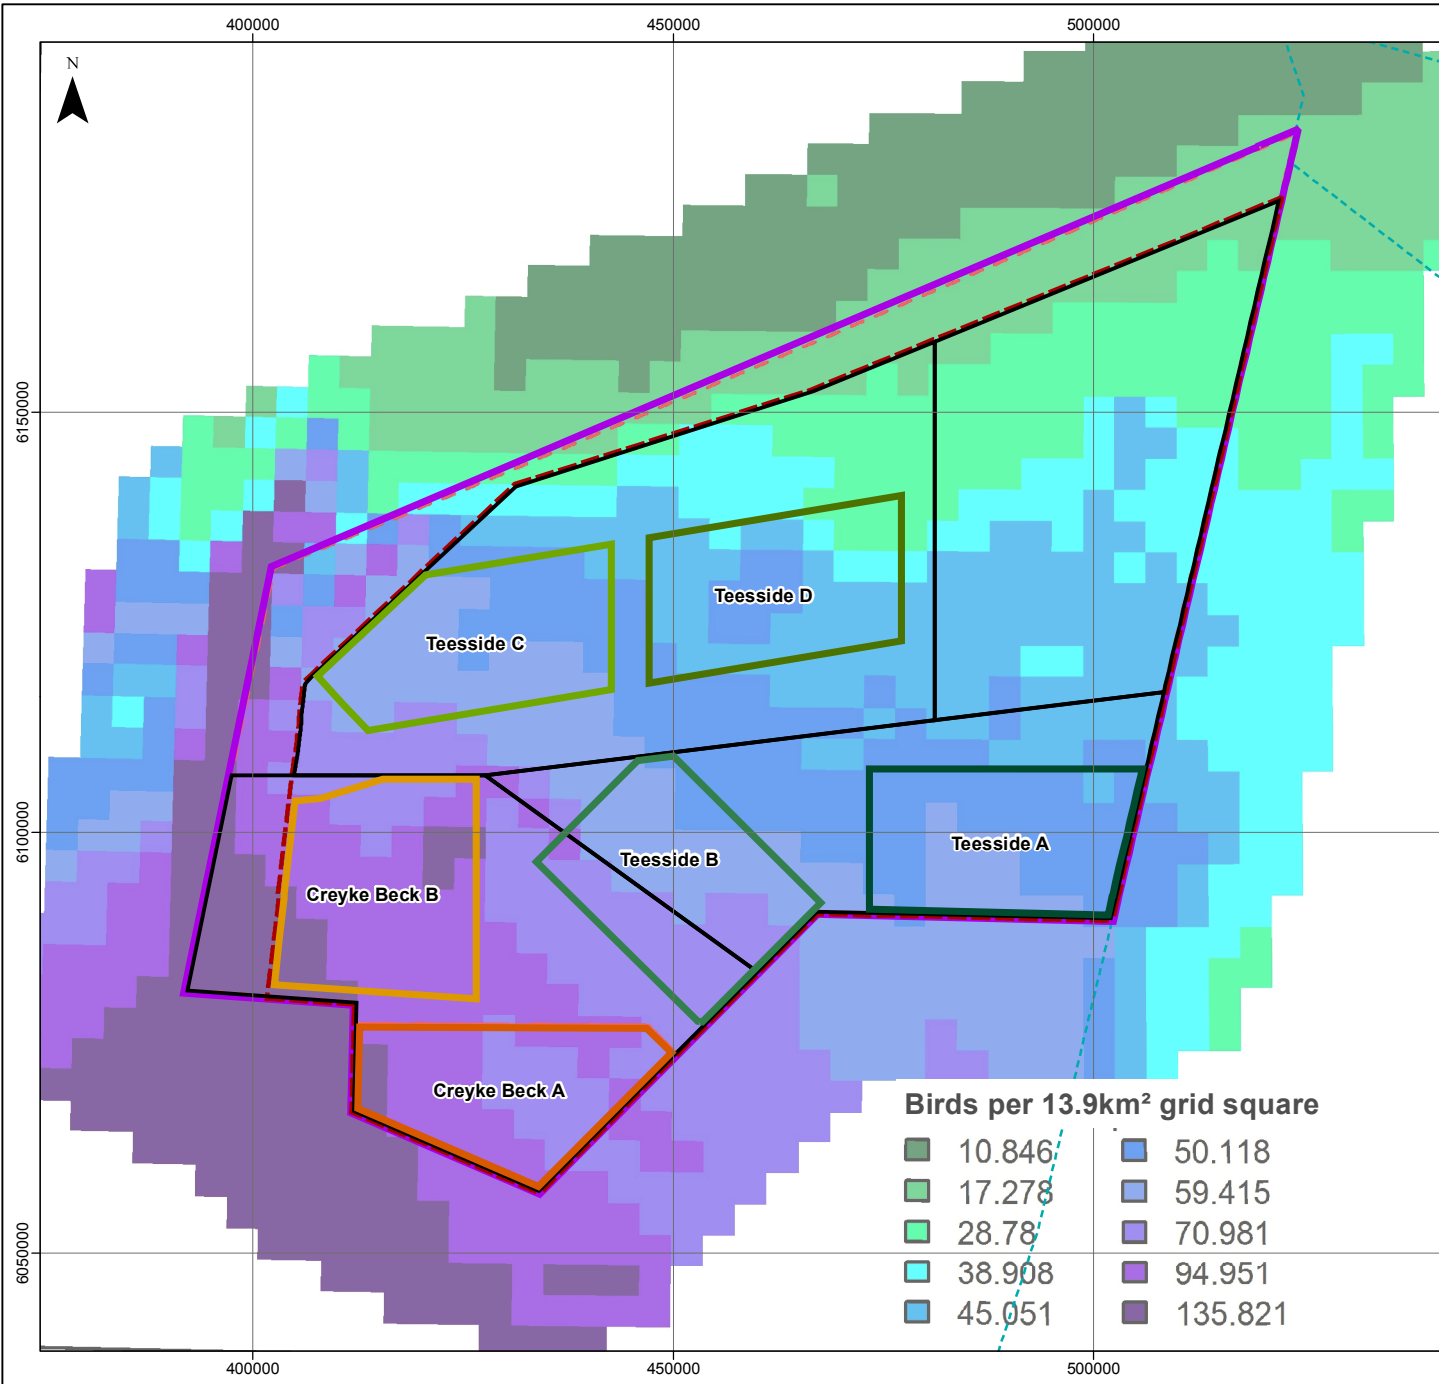 400000 450000 500000
N
6150000
Teesside D
Teesside C
6100000
Teesside A
Teesside B
Creyke Beck B
Creyke Beck A
Birds per 13.9km² grid square
10.846 50.118
17.278 59.415
28.78 70.981
38.908 94.951
45.051 135.821
6050000
400000 450000 500000